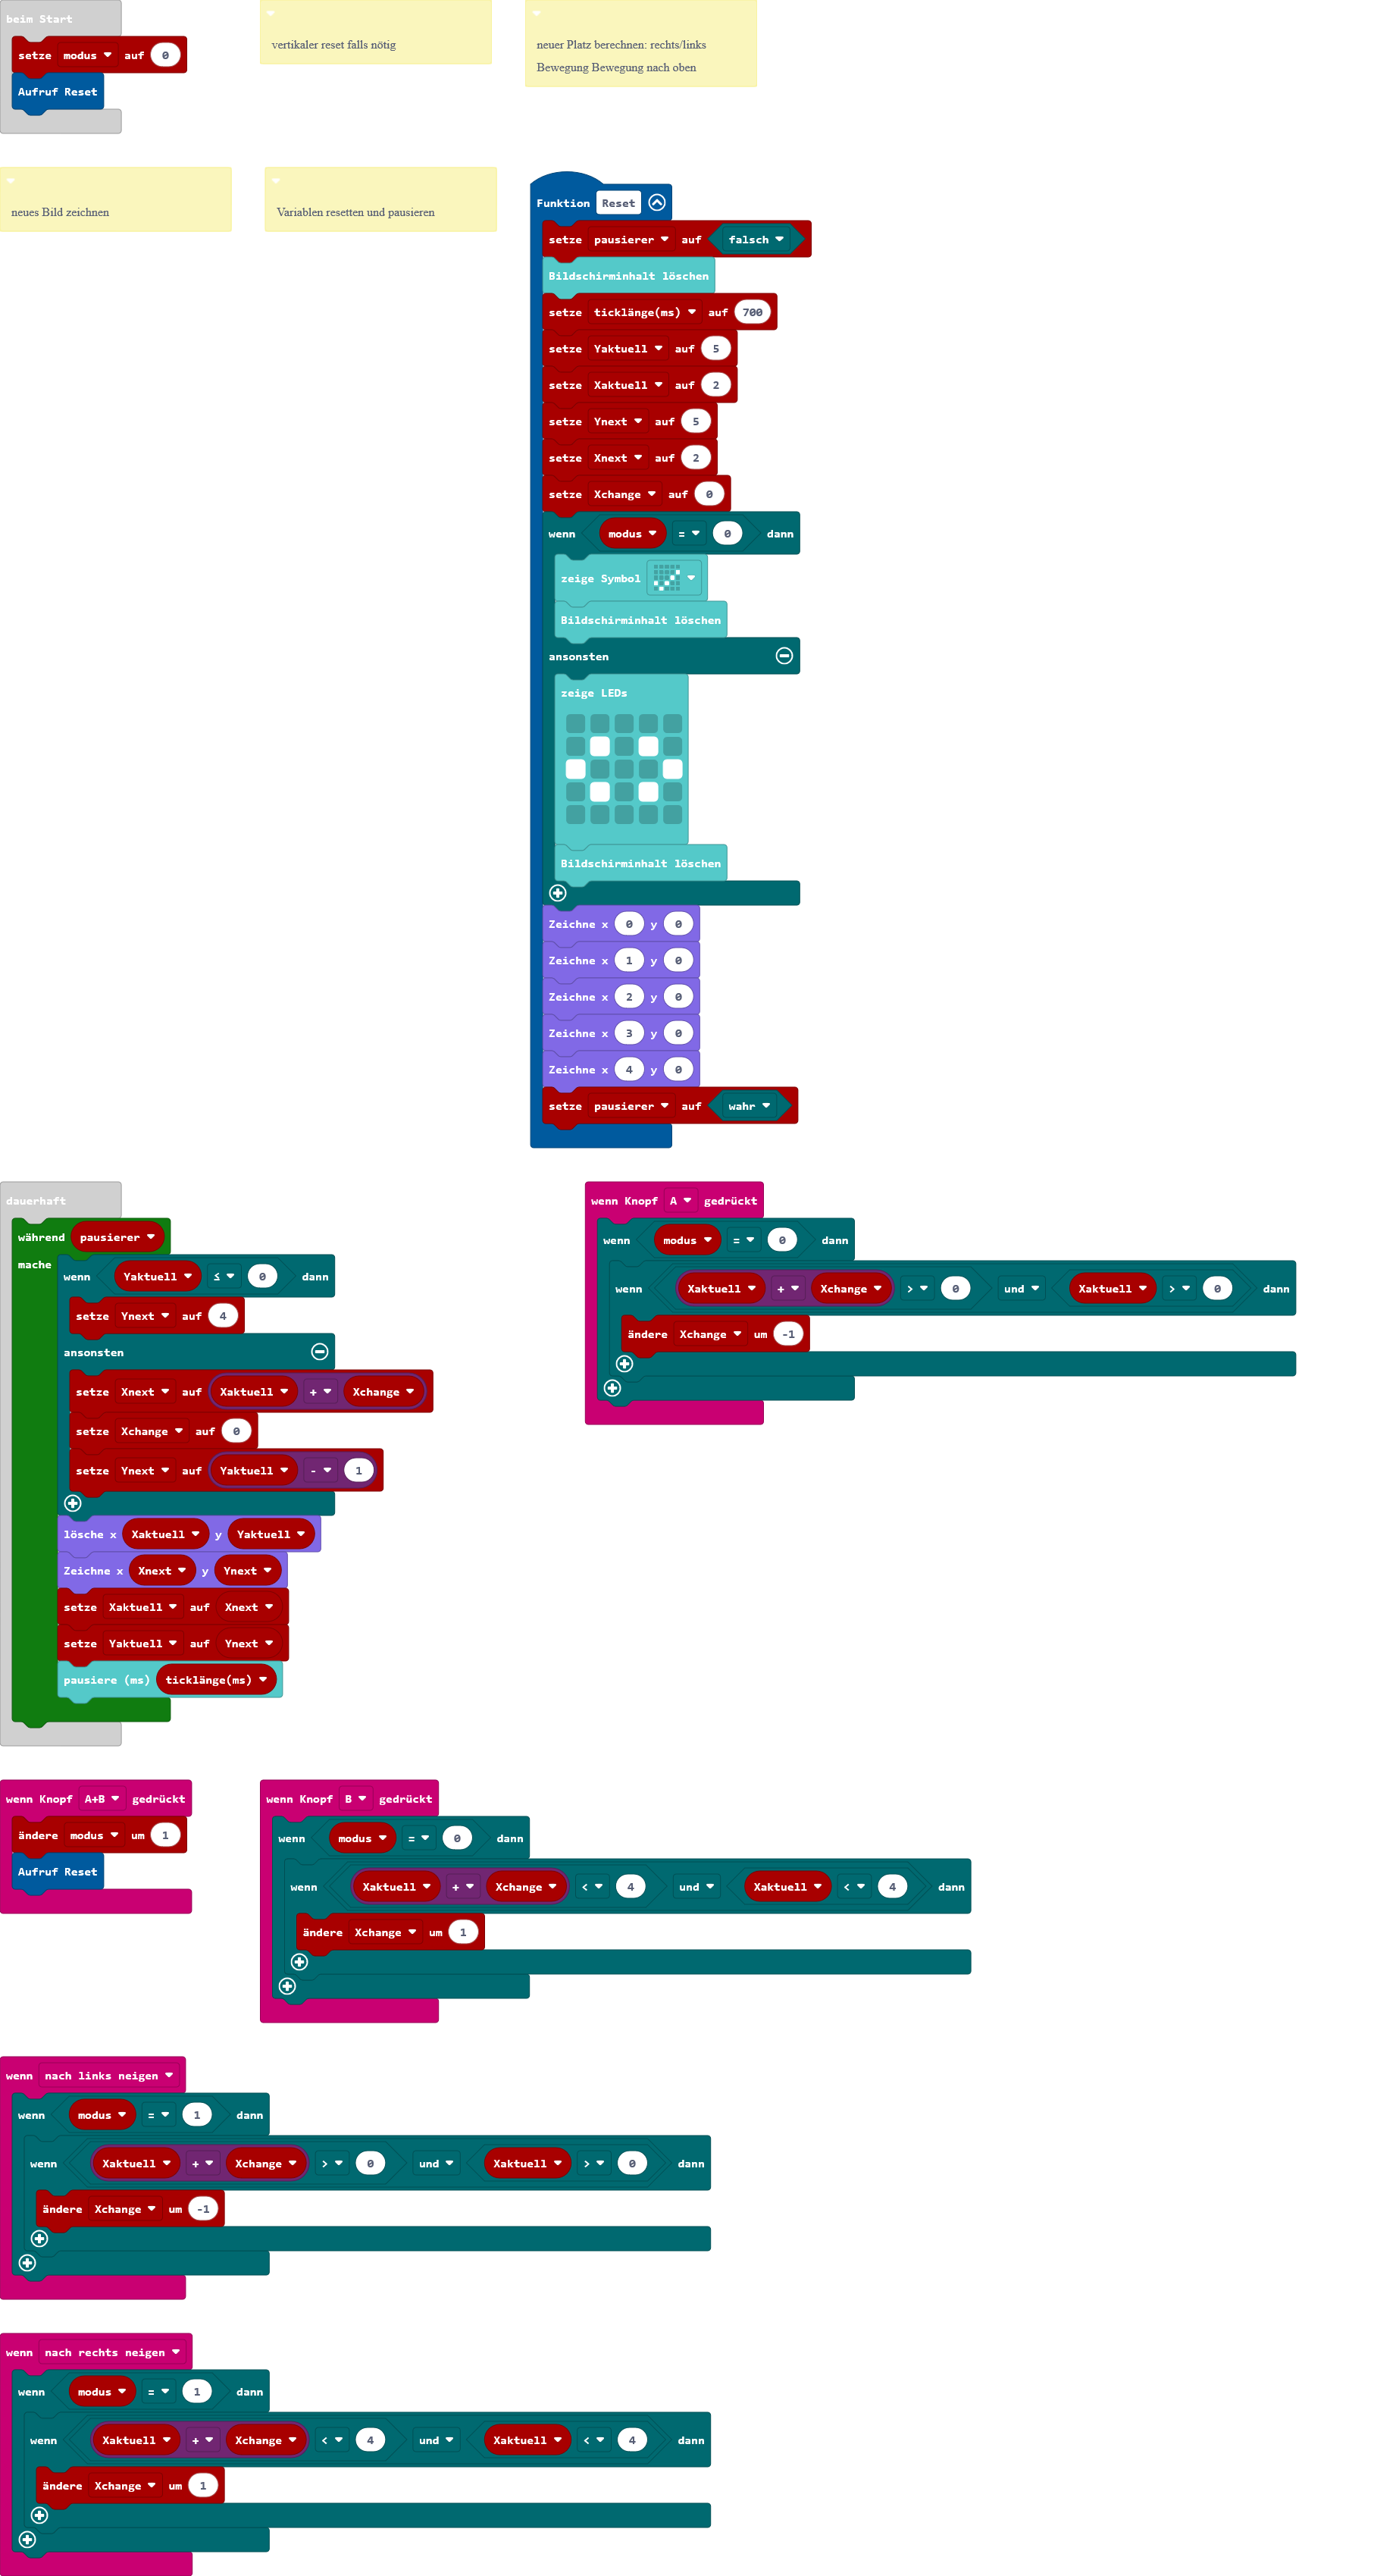 beim Start
setze modus auf 0
Aufruf Reset
vertikaler reset falls nötig
neuer Platz berechnen: rechts/links
Bewegung Bewegung nach oben
neues Bild zeichnen
Variablen resetten und pausieren
Funktion Reset
setze pausierer auf falsch
Bildschirminhalt löschen
setze ticklänge(ms) auf 700
setze Yaktuell auf 5
setze Xaktuell auf 2
setze Ynext auf 5
setze Xnext auf 2
setze Xchange auf 0
wenn modus = 0 dann
zeige Symbol
Bildschirminhalt löschen
ansonsten
zeige LEDs
Bildschirminhalt löschen
Zeichne x 0 y 0
Zeichne x 1 y 0
Zeichne x 2 y 0
Zeichne x 3 y 0
Zeichne x 4 y 0
setze pausierer auf wahr
dauerhaft
während pausierer
mache
wenn Yaktuell ≤ 0 dann
setze Ynext auf 4
ansonsten
setze Xnext auf Xaktuell + Xchange
setze Xchange auf 0
setze Ynext auf Yaktuell - 1
lösche x Xaktuell y Yaktuell
Zeichne x Xnext y Ynext
setze Xaktuell auf Xnext
setze Yaktuell auf Ynext
pausiere (ms) ticklänge(ms)
wenn Knopf A gedrückt
wenn modus = 0 dann
wenn Xaktuell + Xchange > 0 und Xaktuell > 0 dann
ändere Xchange um -1
wenn Knopf A+B gedrückt
ändere modus um 1
Aufruf Reset
wenn Knopf B gedrückt
wenn modus = 0 dann
wenn Xaktuell + Xchange < 4 und Xaktuell < 4 dann
ändere Xchange um 1
wenn nach links neigen
wenn modus = 1 dann
wenn Xaktuell + Xchange > 0 und Xaktuell > 0 dann
ändere Xchange um -1
wenn nach rechts neigen
wenn modus = 1 dann
wenn Xaktuell + Xchange < 4 und Xaktuell < 4 dann
ändere Xchange um 1